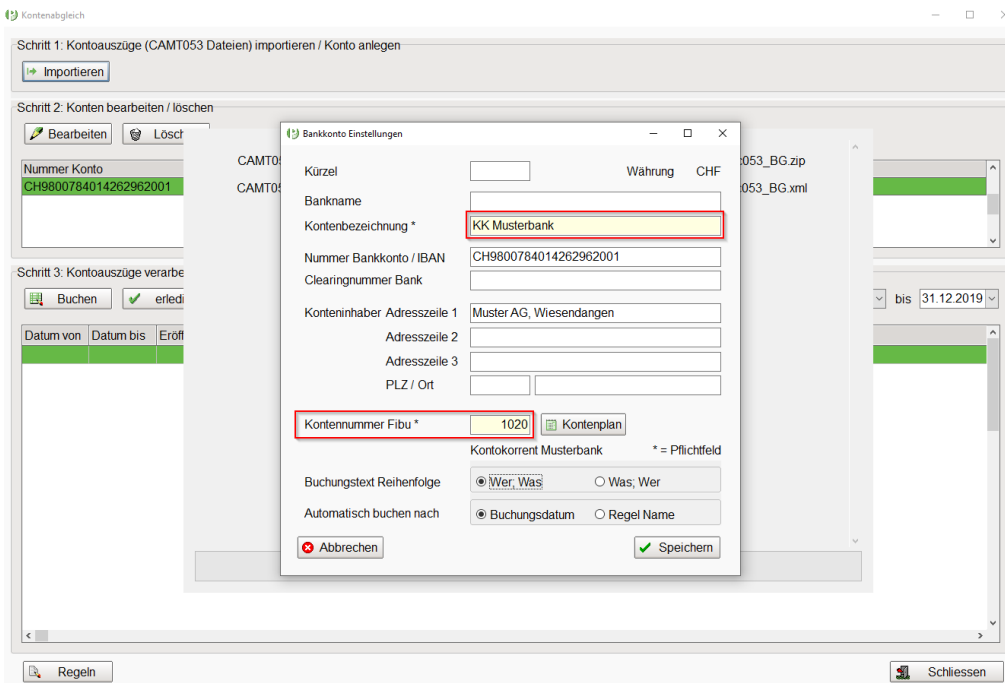 Kontenabgleich
Schritt 1: Kontoauszüge (CAMT053 Dateien) importieren / Konto anlegen
Importieren
Schritt 2: Konten bearbeiten / löschen
Bearbeiten
Nummer Konto
CH9800784014262962001
053_BG.zip
053_BG.xml
Bankkonto Einstellungen
Kürzel Währung CHF
Bankname
Kontenbezeichnung * KK Musterbank
Nummer Bankkonto / IBAN CH9800784014262962001
Clearingnummer Bank
Konteninhaber Adresszeile 1 Muster AG, Wiesendangen
Adresszeile 2
Adresszeile 3
PLZ / Ort
Kontennummer Fibu * 1020 Kontenplan
Kontokorrent Musterbank * = Pflichtfeld
Buchungstext Reihenfolge Wer; Was Was; Wer
Automatisch buchen nach Buchungsdatum Regel Name
Abbrechen Speichern
Schritt 3: Kontoauszüge
Buchen bis 31.12.2019
Datum von Datum bis
Regeln Schliessen